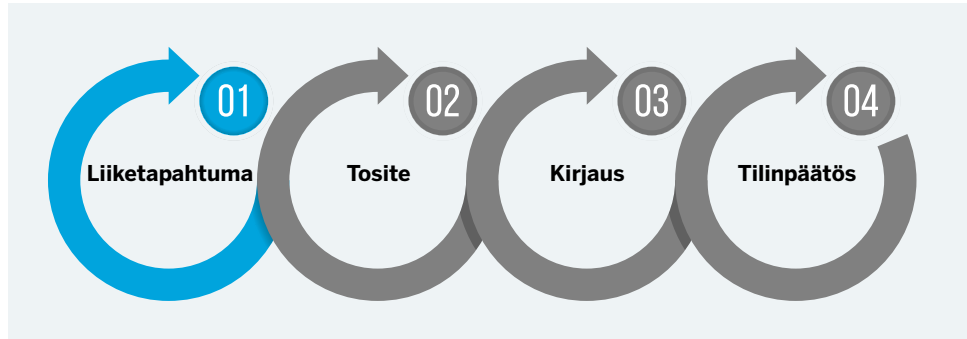 01
Liiketapahtuma
02
Tosite
03
Kirjaus
04
Tilinpäätös